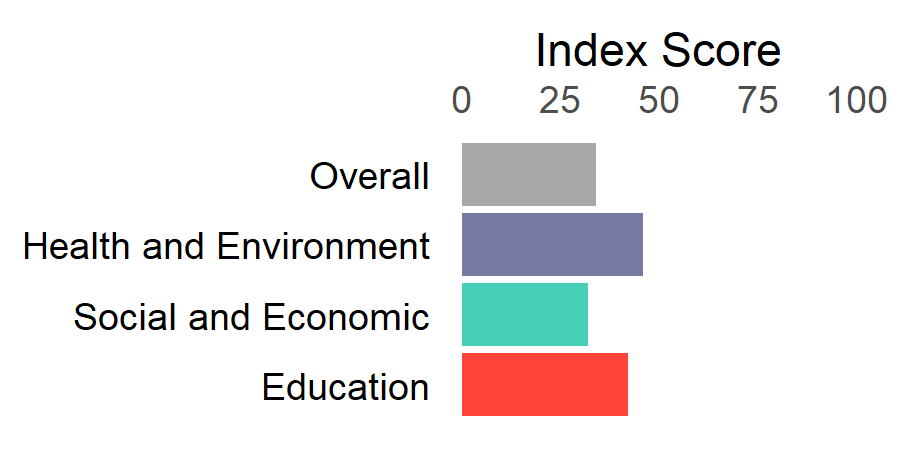 Index Score
0 25 50 75 100
Overall
Health and Environment
Social and Economic
Education